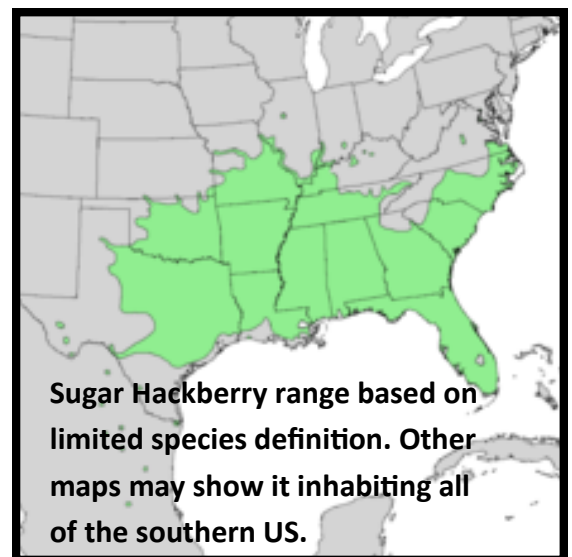 Sugar Hackberry range based on
limited species definition. Other
maps may show it inhabiting all
of the southern US.